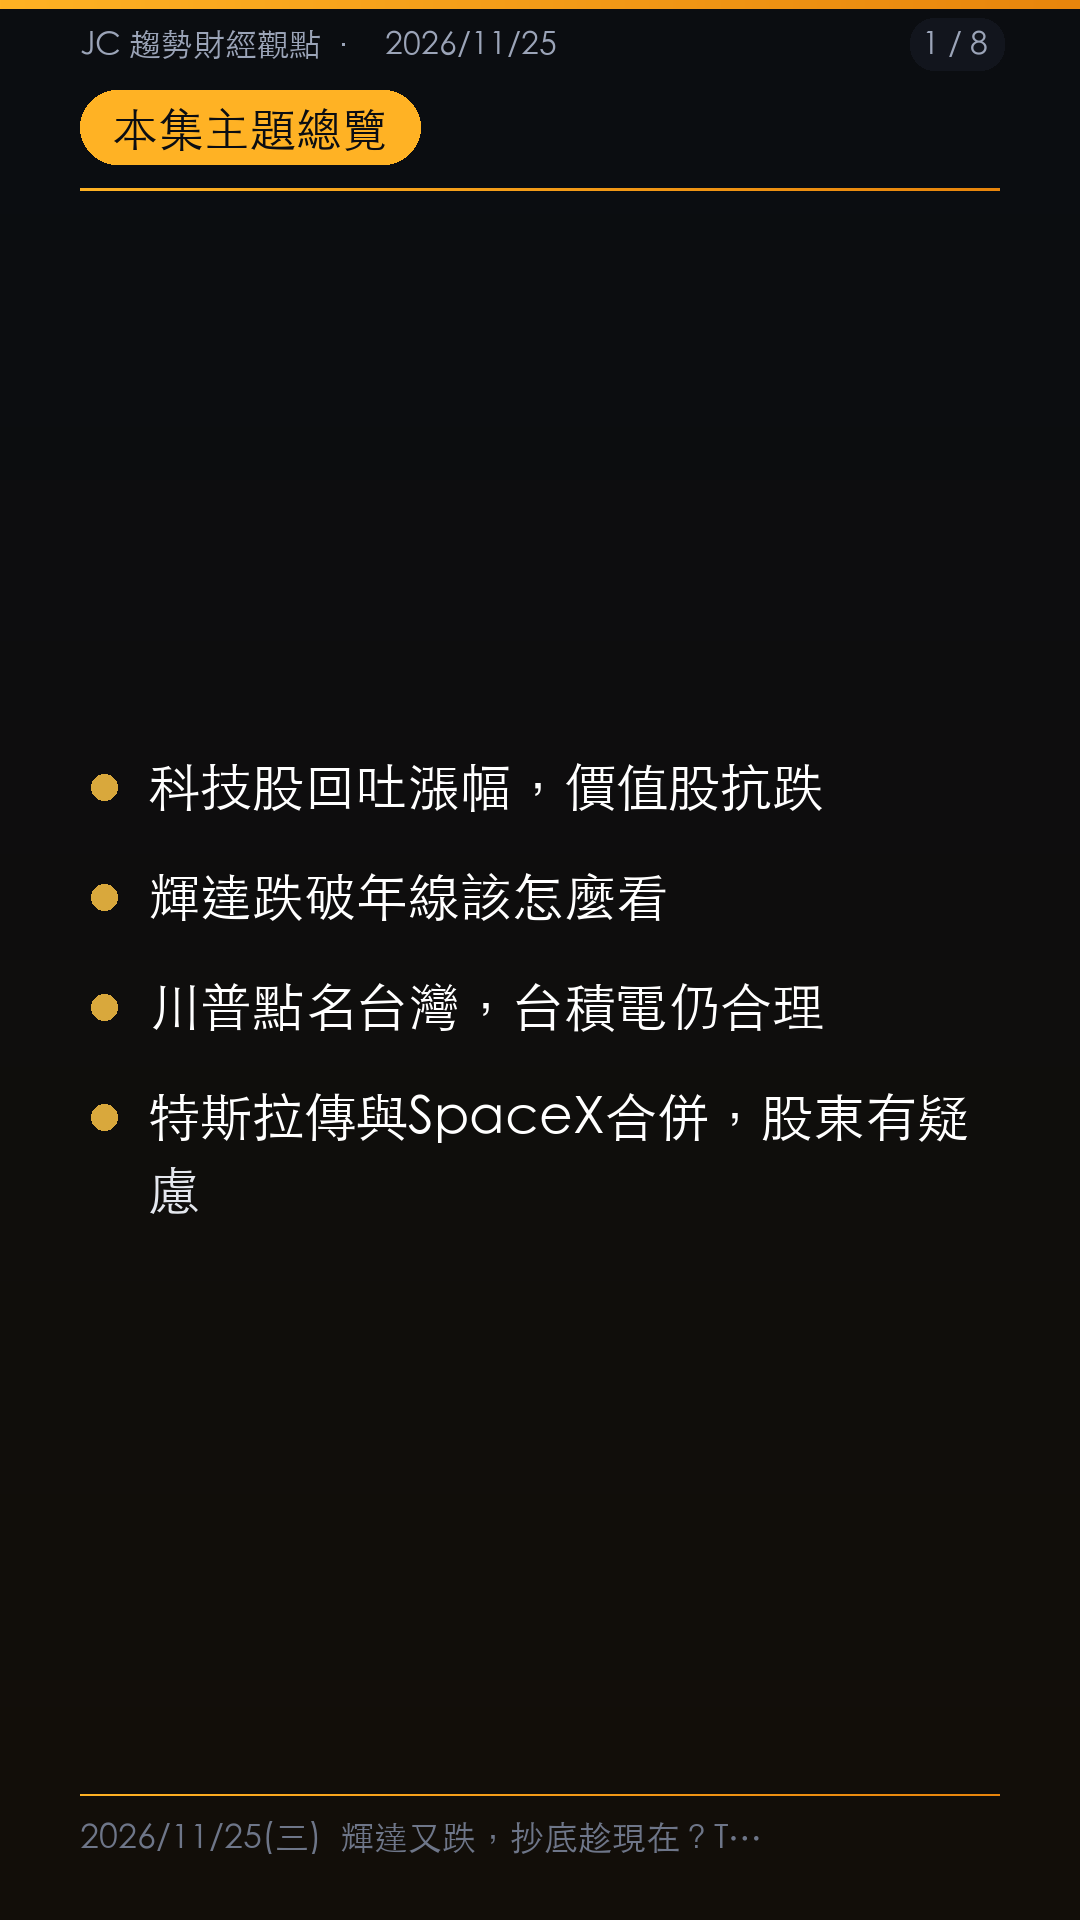 JC 趨勢財經觀點 · 2026/11/25
1 / 8
本集主題總覽
科技股回吐漲幅，價值股抗跌
輝達跌破年線該怎麼看
川普點名台灣，台積電仍合理
特斯拉傳與SpaceX合併，股東有疑
慮
2026/11/25(三) 輝達又跌，抄底趁現在？T⋯